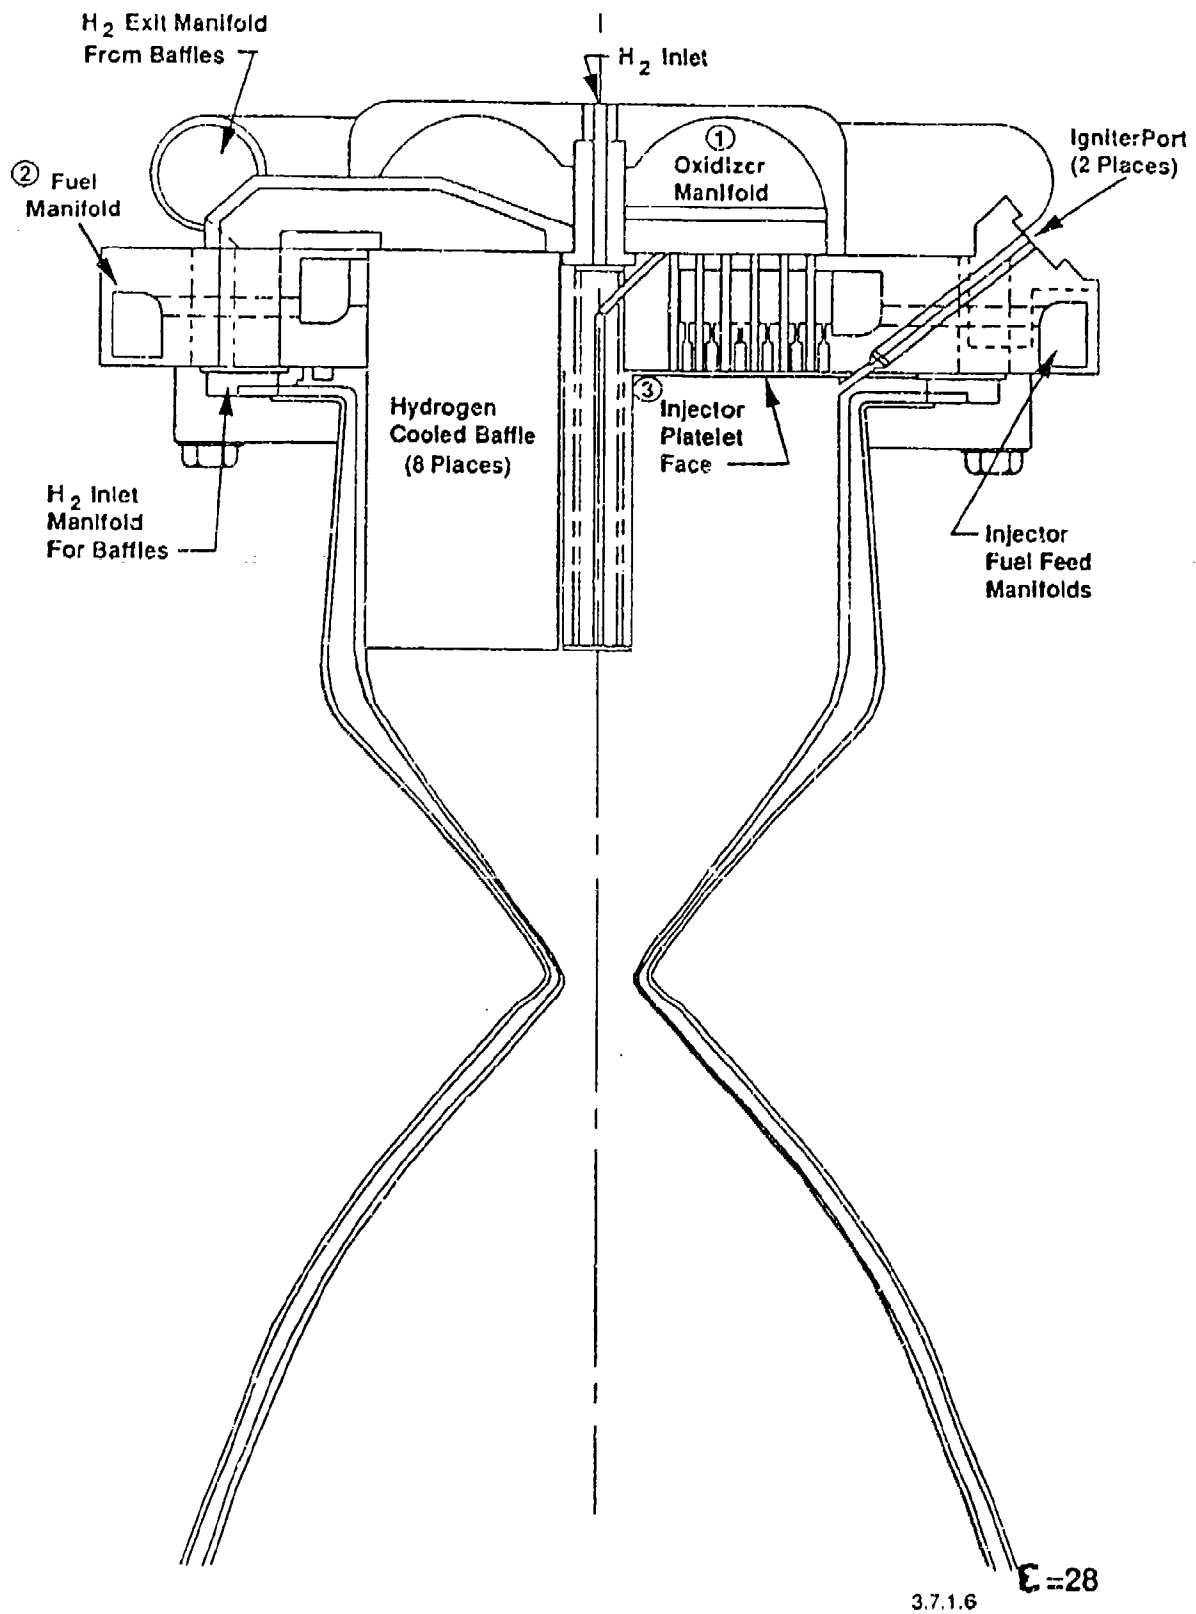 H2 Exit Manifold
From Baffles
H2 Inlet
①
Oxidizer
Manifold
Igniter Port
(2 Places)
② Fuel
Manifold
Hydrogen
Cooled Baffle
(8 Places)
③ Injector
Platelet
Face
H2 Inlet
Manifold
For Baffles
Injector
Fuel Feed
Manifolds
ε=28
3.7.1.6